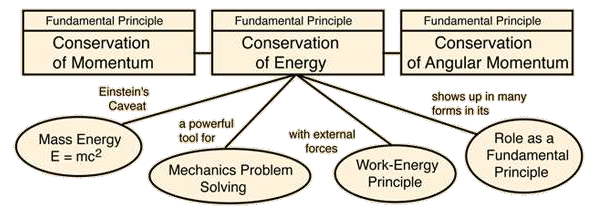 Fundamental Principle
Conservation
of Momentum
Fundamental Principle
Conservation
of Energy
Fundamental Principle
Conservation
of Angular Momentum
Einstein's
Caveat
a powerful
tool for
with external
forces
shows up in many
forms in its
Mass Energy
E = mc²
Mechanics Problem
Solving
Work-Energy
Principle
Role as a
Fundamental
Principle